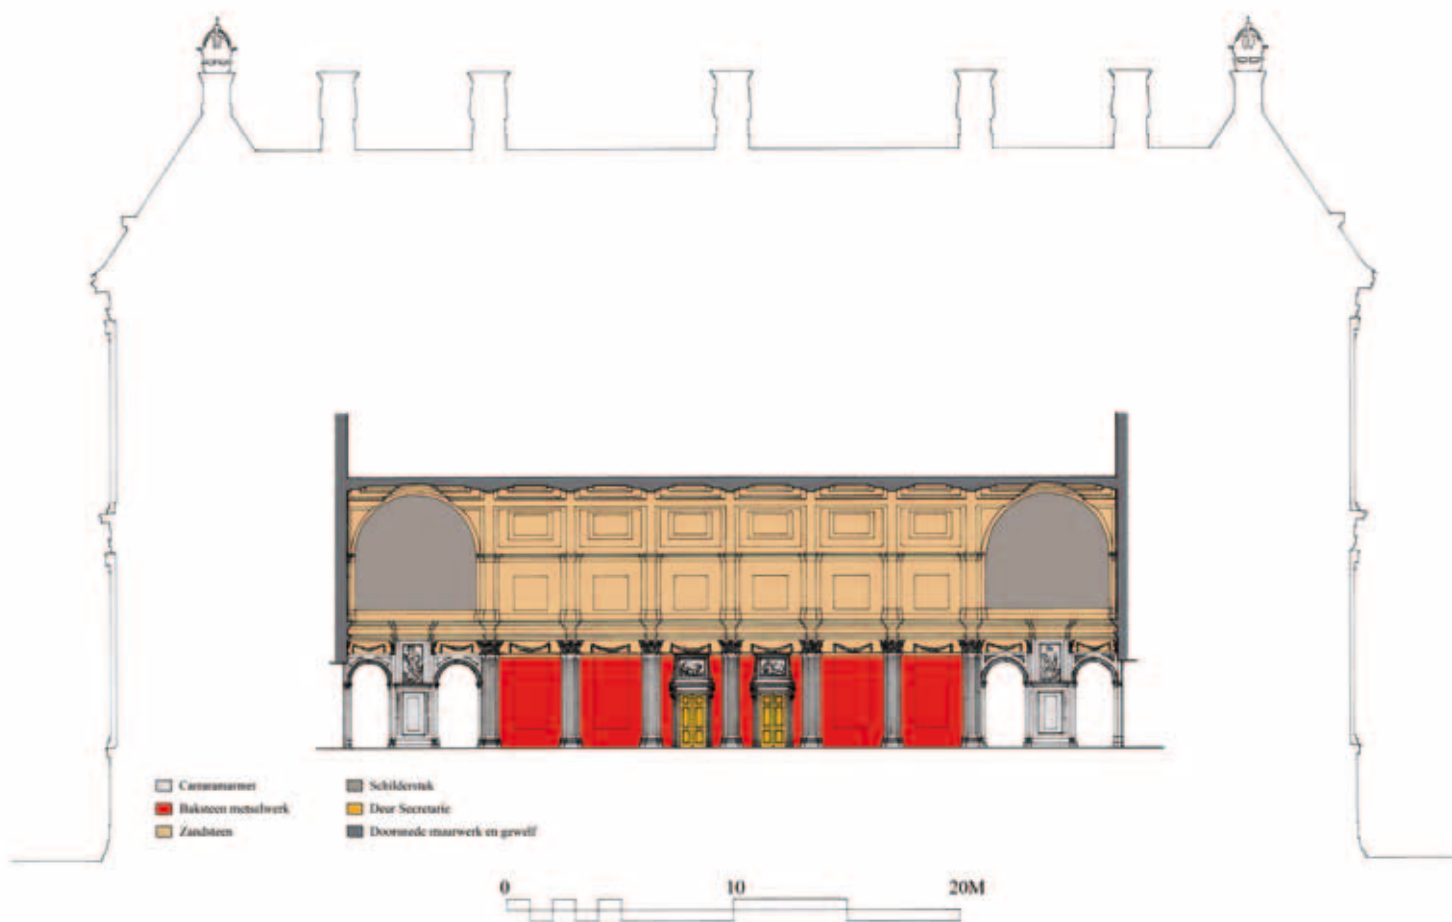 Carraramarmer
Baksteen metselwerk
Zandsteen
Schilderstuk
Deur Secretarie
Doorsnede muurwerk en gewelf
0 10 20M